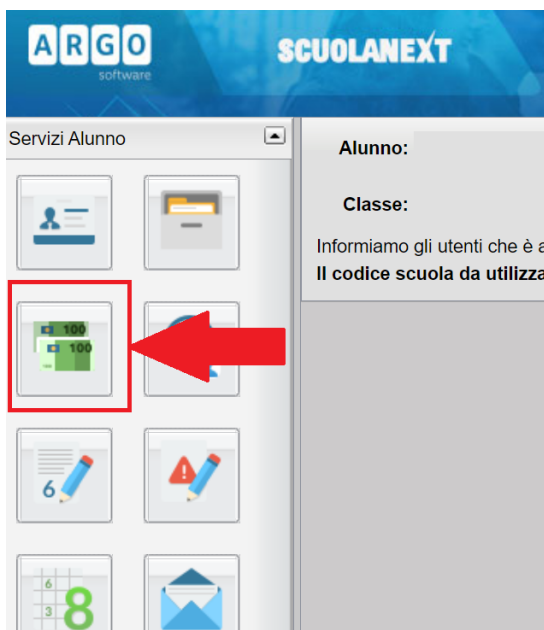 ARGO
software
SCUOLANEXT
Servizi Alunno
Alunno:
Classe:
Informiamo gli utenti che è a
Il codice scuola da utilizza
100
100
6
6
3
8